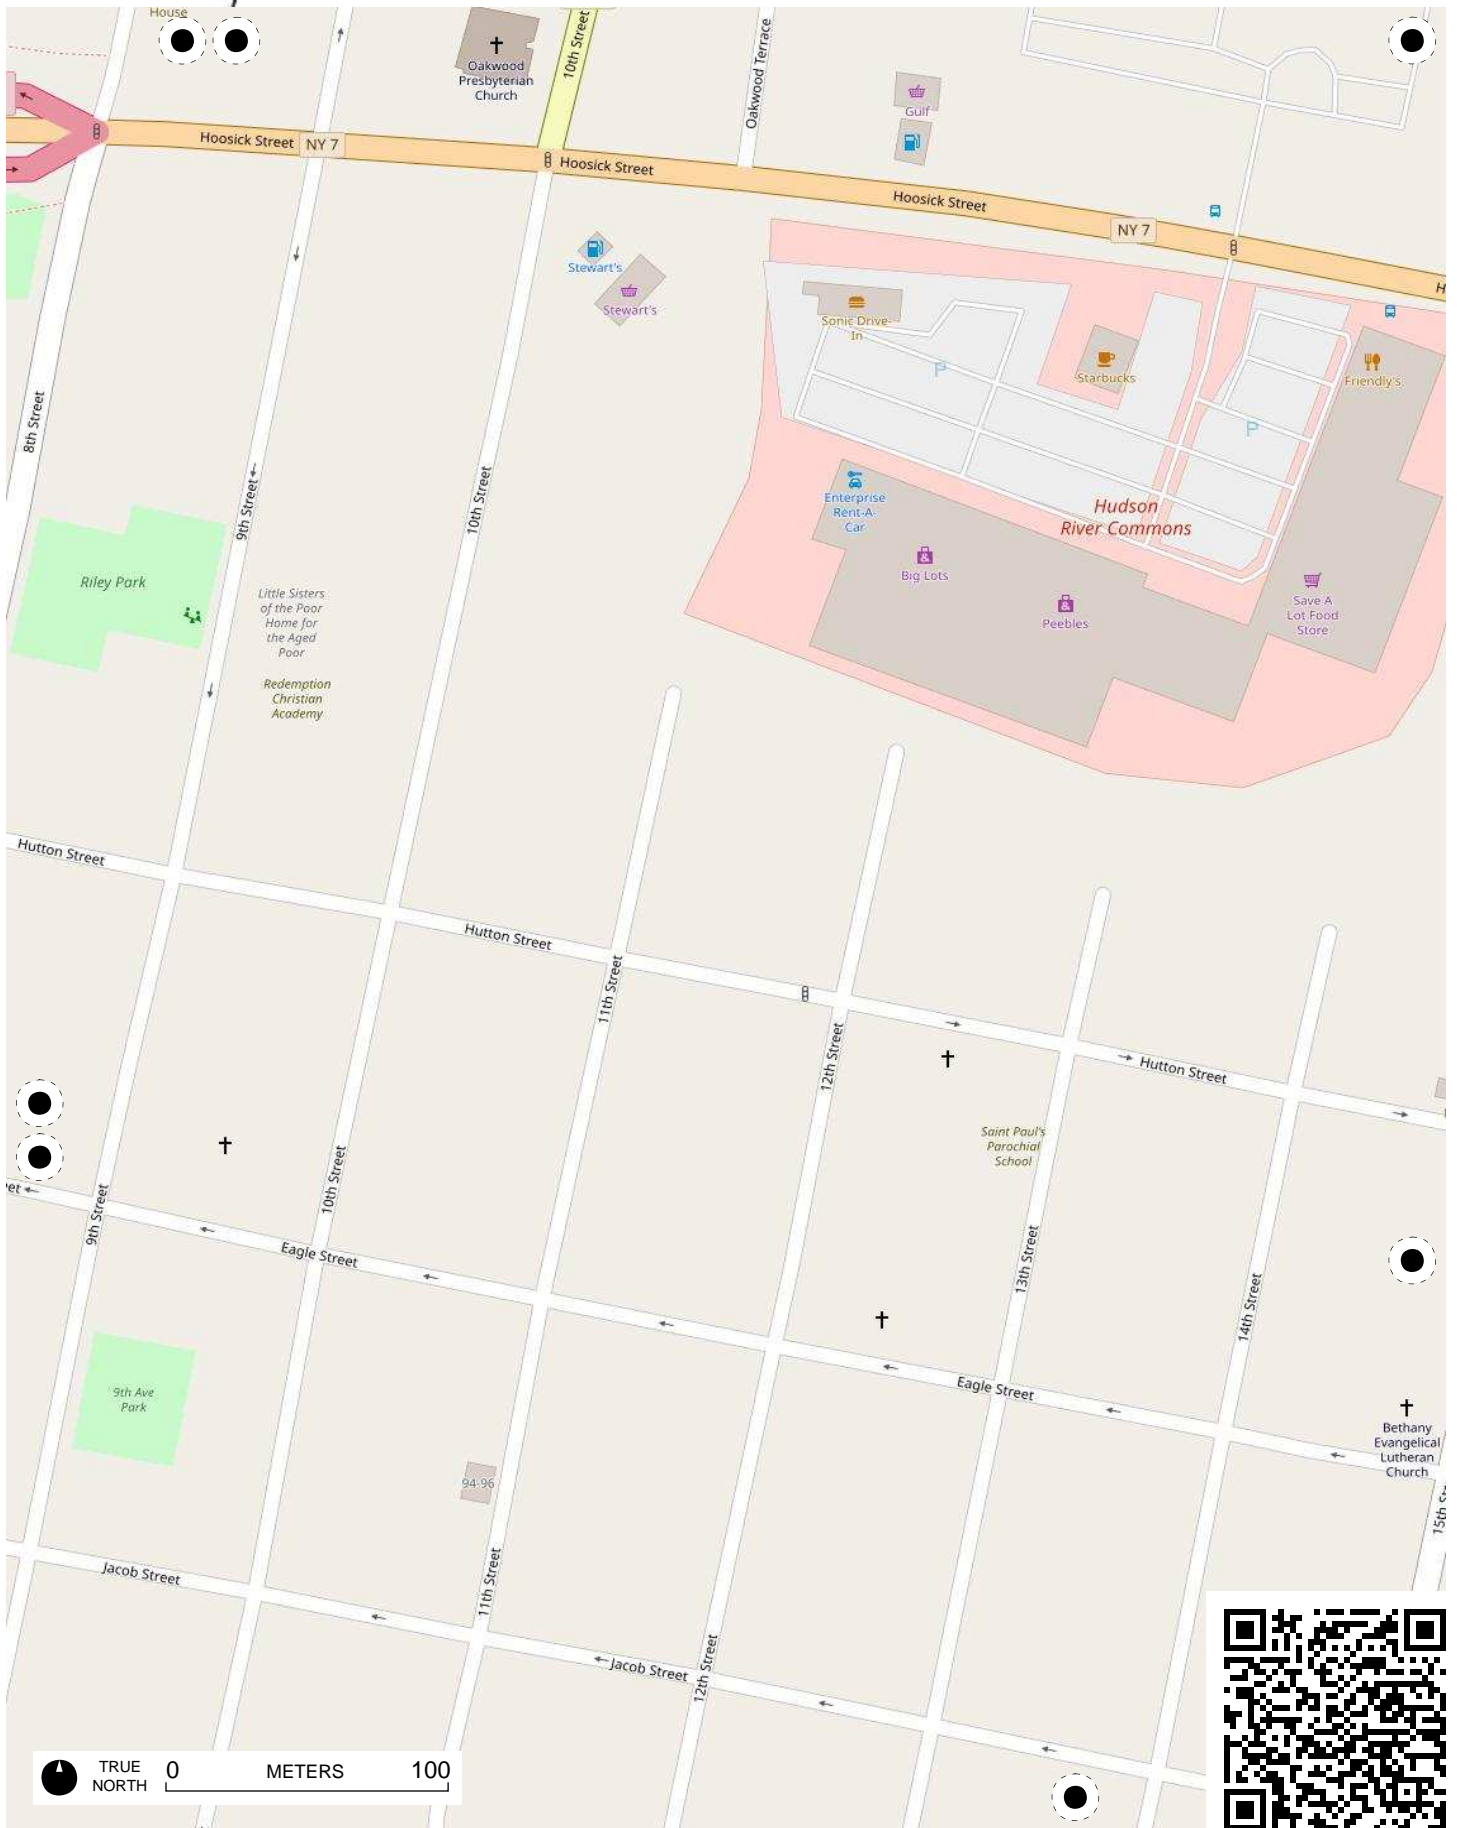 House
Oakwood
Presbyterian
Church
10th Street
Oakwood Terrace
Gulf
Hoosick Street
NY 7
Hoosick Street
Hoosick Street
NY 7
H
Stewart's
Stewart's
Sonic Drive-
In
Starbucks
Friendly's
8th Street
9th Street
10th Street
P
P
Enterprise
Rent-A-
Car
Hudson
River Commons
Big Lots
Peebles
Save A
Lot Food
Store
Riley Park
Little Sisters
of the Poor
Home for
the Aged
Poor
Redemption
Christian
Academy
Hutton Street
Hutton Street
11th Street
12th Street
Hutton Street
Saint Paul's
Parochial
School
eet
9th Street
10th Street
Eagle Street
13th Street
14th Street
Eagle Street
9th Ave
Park
Bethany
Evangelical
Lutheran
Church
94-96
15th St
Jacob Street
11th Street
Jacob Street
12th Street
TRUE
NORTH
0 METERS 100